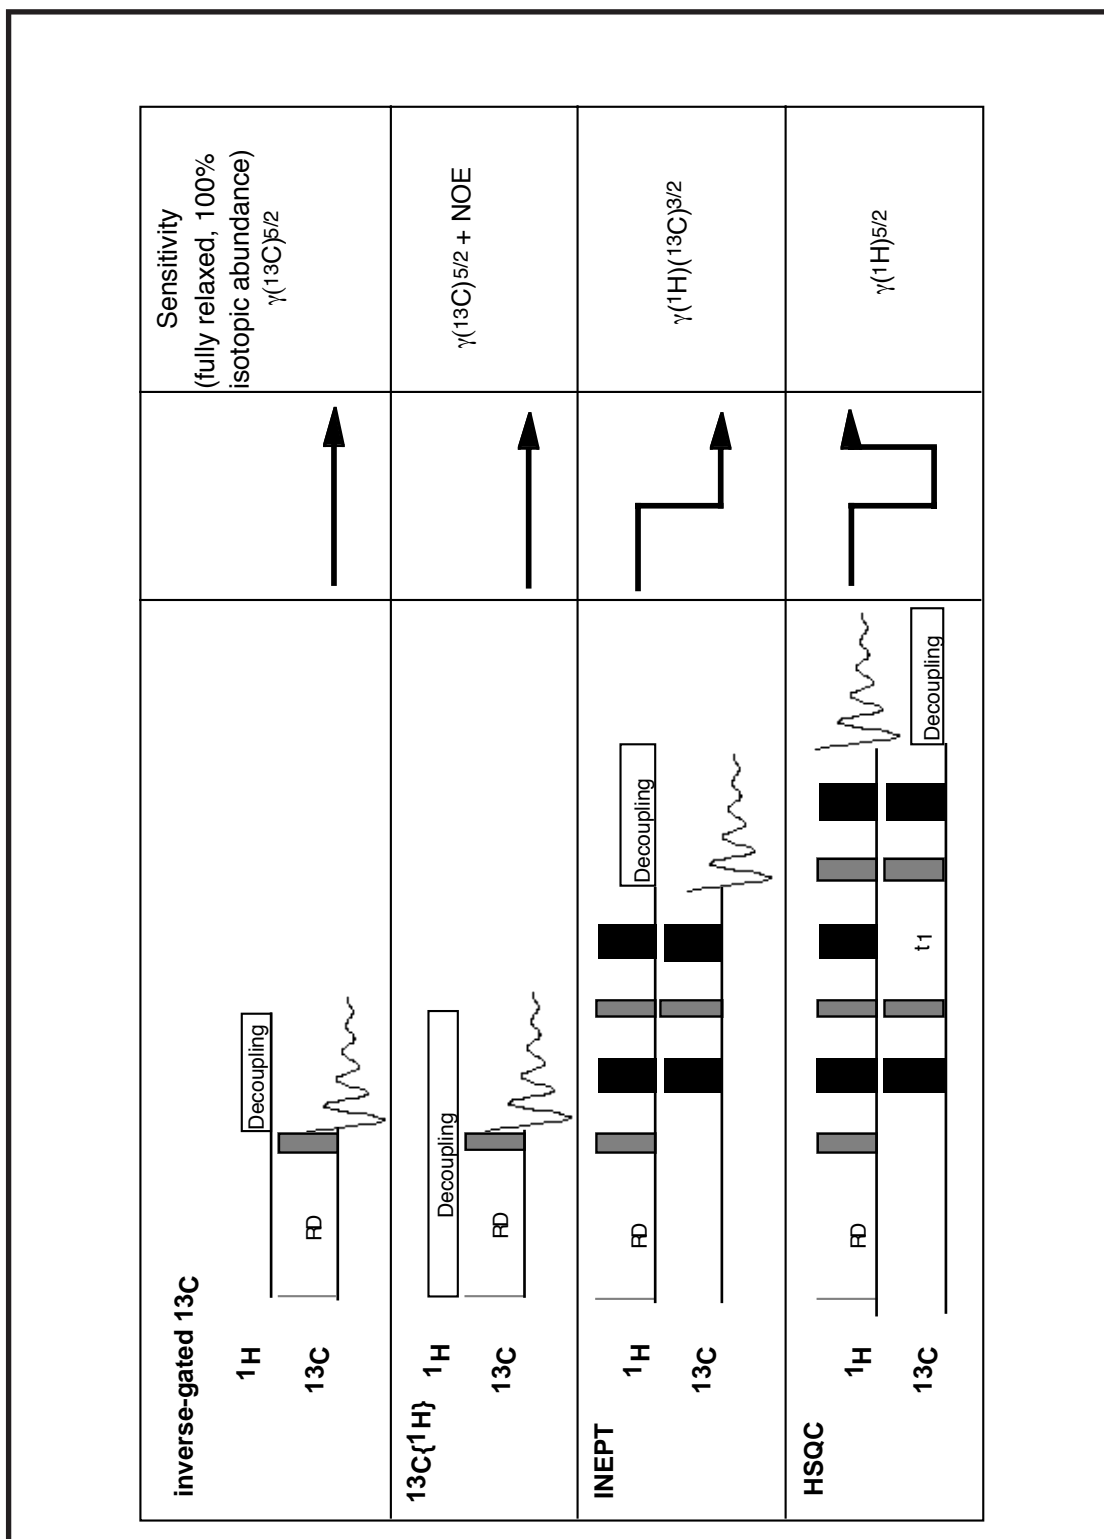 Sensitivity
(fully relaxed, 100%
isotopic abundance)
inverse-gated 13C
γ(13C)5/2
1H
Decoupling
13C
RD
13C{1H}
γ(13C)5/2 + NOE
1H
Decoupling
13C
RD
INEPT
γ(1H)(13C)3/2
1H
RD
Decoupling
13C
HSQC
γ(1H)5/2
1H
RD
13C
t1
Decoupling